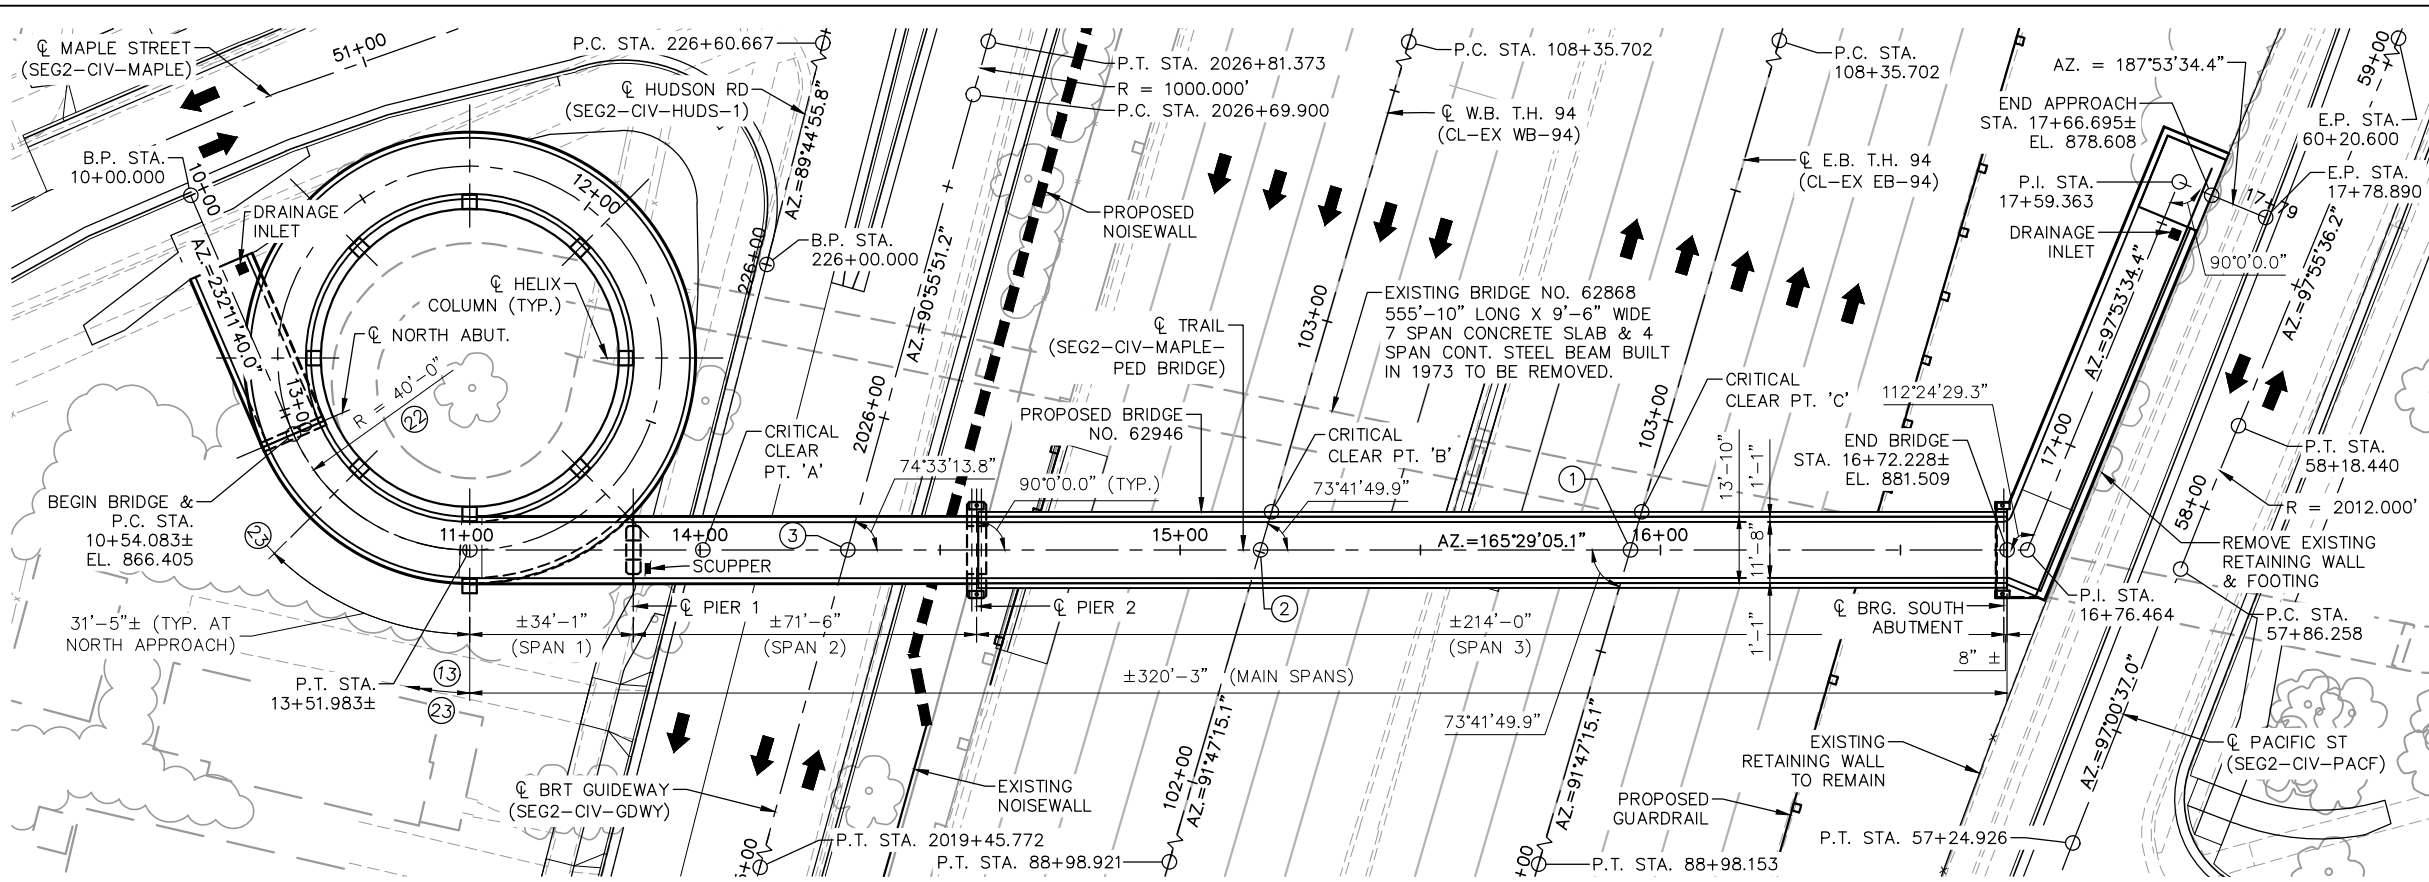 ℄ MAPLE STREET
(SEG2-CIV-MAPLE)
51+00
P.C. STA. 226+60.667
℄ HUDSON RD
(SEG2-CIV-HUDS-1)
AZ.=89°44'55.8"
P.T. STA. 2026+81.373
R = 1000.000'
P.C. STA. 2026+69.900
P.C. STA. 108+35.702
℄ W.B. T.H. 94
(CL-EX WB-94)
P.C. STA.
108+35.702
℄ E.B. T.H. 94
(CL-EX EB-94)
AZ. = 187°53'34.4"
END APPROACH
STA. 17+66.695±
EL. 878.608
P.I. STA.
17+59.363
DRAINAGE
INLET
59+00
E.P. STA.
60+20.600
E.P. STA.
17+78.890
17+79
90°0'0.0"
AZ.=97°55'36.2"
AZ.=97°53'34.4"
B.P. STA.
10+00.000
10+00
DRAINAGE
INLET
AZ.=232°11'40.0"
12+00
℄ HELIX
COLUMN (TYP.)
℄ NORTH ABUT.
R = 40'-0"
22
13+00
226+00
B.P. STA.
226+00.000
AZ.=90°55'51.2"
2026+00
PROPOSED
NOISEWALL
℄ TRAIL
(SEG2-CIV-MAPLE-
PED BRIDGE)
103+00
EXISTING BRIDGE NO. 62868
555'-10" LONG X 9'-6" WIDE
7 SPAN CONCRETE SLAB & 4
SPAN CONT. STEEL BEAM BUILT
IN 1973 TO BE REMOVED.
103+00
CRITICAL
CLEAR PT. 'C'
112°24'29.3"
17+00
PROPOSED BRIDGE
NO. 62946
CRITICAL
CLEAR PT. 'B'
CRITICAL
CLEAR
PT. 'A'
74°33'13.8"
90°0'0.0" (TYP.)
73°41'49.9"
1
13'-10"
1'-1"
11'-8"
1'-1"
END BRIDGE
STA. 16+72.228±
EL. 881.509
P.T. STA.
58+18.440
58+00
R = 2012.000'
BEGIN BRIDGE &
P.C. STA.
10+54.083±
EL. 866.405
23
11+00
14+00
3
15+00
AZ.=165°29'05.1"
16+00
SCUPPER
REMOVE EXISTING
RETAINING WALL
& FOOTING
℄ PIER 1
℄ PIER 2
2
℄ BRG. SOUTH
ABUTMENT
P.I. STA.
16+76.464
P.C. STA.
57+86.258
31'-5"± (TYP. AT
NORTH APPROACH)
±34'-1"
(SPAN 1)
±71'-6"
(SPAN 2)
±214'-0"
(SPAN 3)
8" ±
13
23
P.T. STA.
13+51.983±
±320'-3" (MAIN SPANS)
73°41'49.9"
AZ.=97°00'37.0"
℄ BRT GUIDEWAY
(SEG2-CIV-GDWY)
EXISTING
NOISEWALL
102+00
AZ.=91°47'15.1"
AZ.=91°47'15.1"
PROPOSED
GUARDRAIL
EXISTING
RETAINING WALL
TO REMAIN
℄ PACIFIC ST
(SEG2-CIV-PACF)
P.T. STA. 2019+45.772
P.T. STA. 88+98.921
P.T. STA. 88+98.153
P.T. STA. 57+24.926